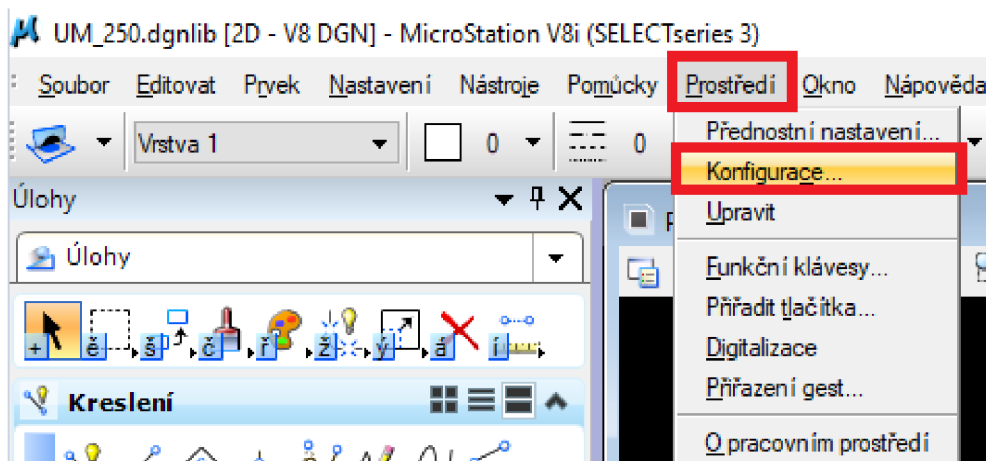 UM_250.dgnlib [2D - V8 DGN] - MicroStation V8i (SELECTseries 3)
Soubor Editovat Prvek Nastavení Nástroje Pomůcky Prostředí Okno Nápověda
Vrstva 1 0 0
Přednostní nastavení...
Konfigurace...
Upravit
Funkční klávesy...
Přiřadit tlačítka...
Digitalizace
Přiřazení gest...
O pracovním prostředí
Úlohy
Úlohy
+ ě š č ř ž ý á í
Kreslení